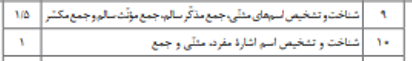 ۹ شناخت و تشخیص اسم‌های مثنّی، جمع مذکّر سالم، جمع مؤنّث سالم و جمع مکسّر ۱/۵
۱۰ شناخت و تشخیص اسم اشارهٔ مفرد، مثنّی و جمع ۱